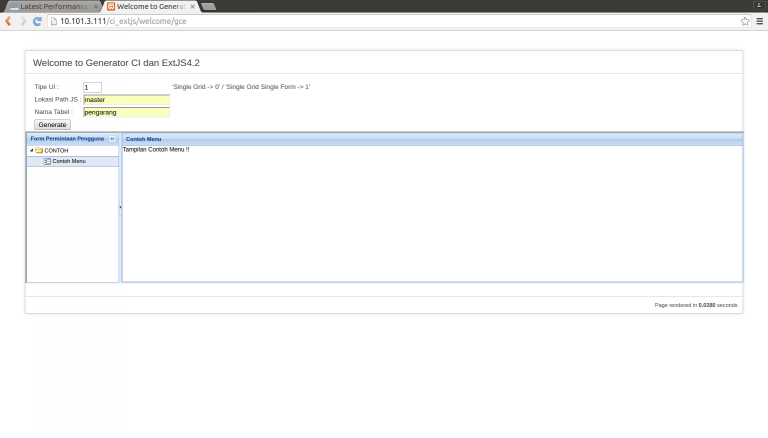 Latest Performance
Welcome to Genera
10.101.3.111/ci_extjs/welcome/gce
Welcome to Generator CI dan ExtJS4.2
Tipe UI : 1 'Single Grid -> 0' / 'Single Grid Single Form -> 1'
Lokasi Path JS : master
Nama Tabel : pengarang
Generate
Form Permintaan Pengguna
Contoh Menu
CONTOH
Tampilan Contoh Menu !!
Contoh Menu
Page rendered in 0.0280 seconds